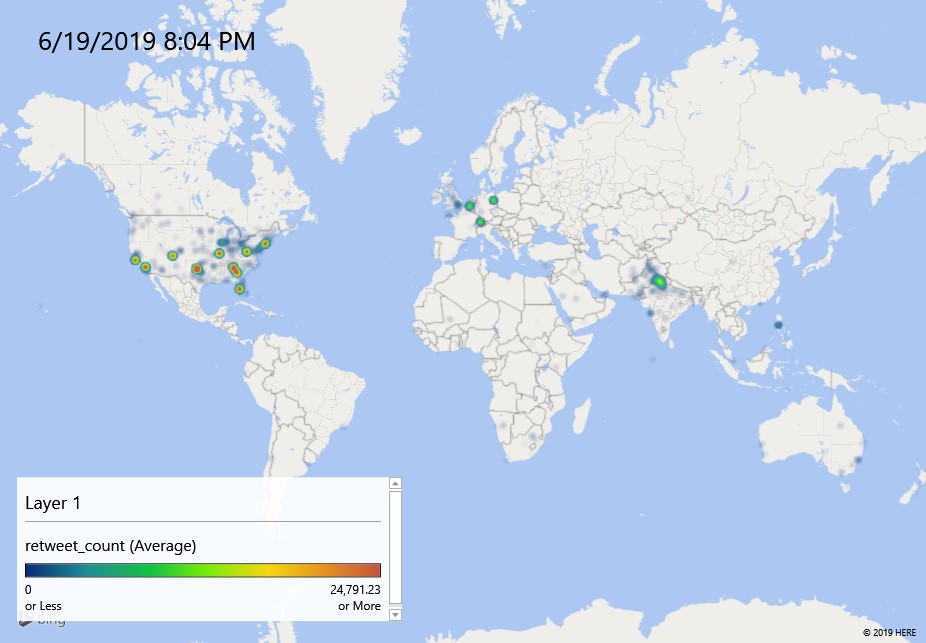 6/19/2019 8:04 PM
Layer 1
retweet_count (Average)
0 24,791.23
or Less or More
bing
© 2019 HERE